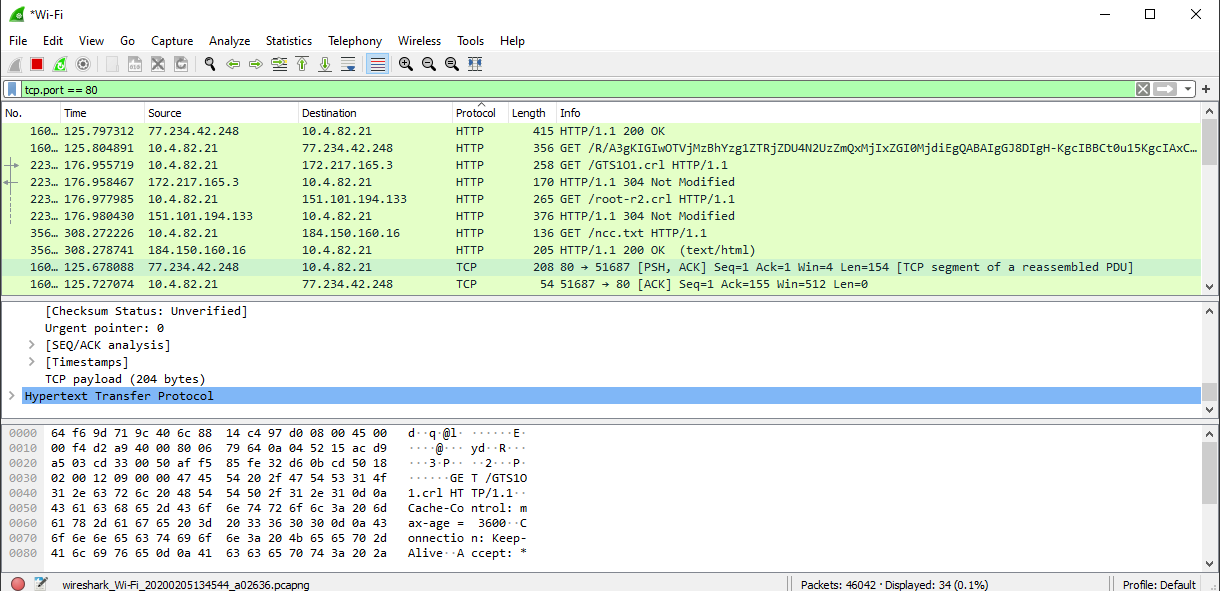 *Wi-Fi
File Edit View Go Capture Analyze Statistics Telephony Wireless Tools Help
tcp.port == 80
No. Time Source Destination Protocol Length Info
160… 125.797312 77.234.42.248 10.4.82.21 HTTP 415 HTTP/1.1 200 OK
160… 125.804891 10.4.82.21 77.234.42.248 HTTP 356 GET /R/A3gKIGIwOTVjMzBhYzg1ZTRjZDU4N2UzZmQxMjIxZGI0MjdiEgQABAIgGJ8DIgH-KgcIBBCt0u15KgcIAxC…
223… 176.955719 10.4.82.21 172.217.165.3 HTTP 258 GET /GTS1O1.crl HTTP/1.1
223… 176.958467 172.217.165.3 10.4.82.21 HTTP 170 HTTP/1.1 304 Not Modified
223… 176.977985 10.4.82.21 151.101.194.133 HTTP 265 GET /root-r2.crl HTTP/1.1
223… 176.980430 151.101.194.133 10.4.82.21 HTTP 376 HTTP/1.1 304 Not Modified
356… 308.272226 10.4.82.21 184.150.160.16 HTTP 136 GET /ncc.txt HTTP/1.1
356… 308.278741 184.150.160.16 10.4.82.21 HTTP 205 HTTP/1.1 200 OK (text/html)
160… 125.678088 77.234.42.248 10.4.82.21 TCP 208 80 → 51687 [PSH, ACK] Seq=1 Ack=1 Win=4 Len=154 [TCP segment of a reassembled PDU]
160… 125.727074 10.4.82.21 77.234.42.248 TCP 54 51687 → 80 [ACK] Seq=1 Ack=155 Win=512 Len=0
[Checksum Status: Unverified]
Urgent pointer: 0
[SEQ/ACK analysis]
[Timestamps]
TCP payload (204 bytes)
Hypertext Transfer Protocol
0000 64 f6 9d 71 9c 40 6c 88 14 c4 97 d0 08 00 45 00 d··q·@l· ······E·
0010 00 f4 d2 a9 40 00 80 06 79 64 0a 04 52 15 ac d9 ····@··· yd··R···
0020 a5 03 cd 33 00 50 af f5 85 fe 32 d6 0b cd 50 18 ···3·P·· ··2···P·
0030 02 00 12 09 00 00 47 45 54 20 2f 47 54 53 31 4f ······GE T /GTS1O
0040 31 2e 63 72 6c 20 48 54 54 50 2f 31 2e 31 0d 0a 1.crl HT TP/1.1··
0050 43 61 63 68 65 2d 43 6f 6e 74 72 6f 6c 3a 20 6d Cache-Co ntrol: m
0060 61 78 2d 61 67 65 20 3d 20 33 36 30 30 0d 0a 43 ax-age = 3600··C
0070 6f 6e 6e 65 63 74 69 6f 6e 3a 20 4b 65 65 70 2d onnectio n: Keep-
0080 41 6c 69 76 65 0d 0a 41 63 63 65 70 74 3a 20 2a Alive··A ccept: *
wireshark_Wi-Fi_20200205134544_a02636.pcapng Packets: 46042 · Displayed: 34 (0.1%) Profile: Default